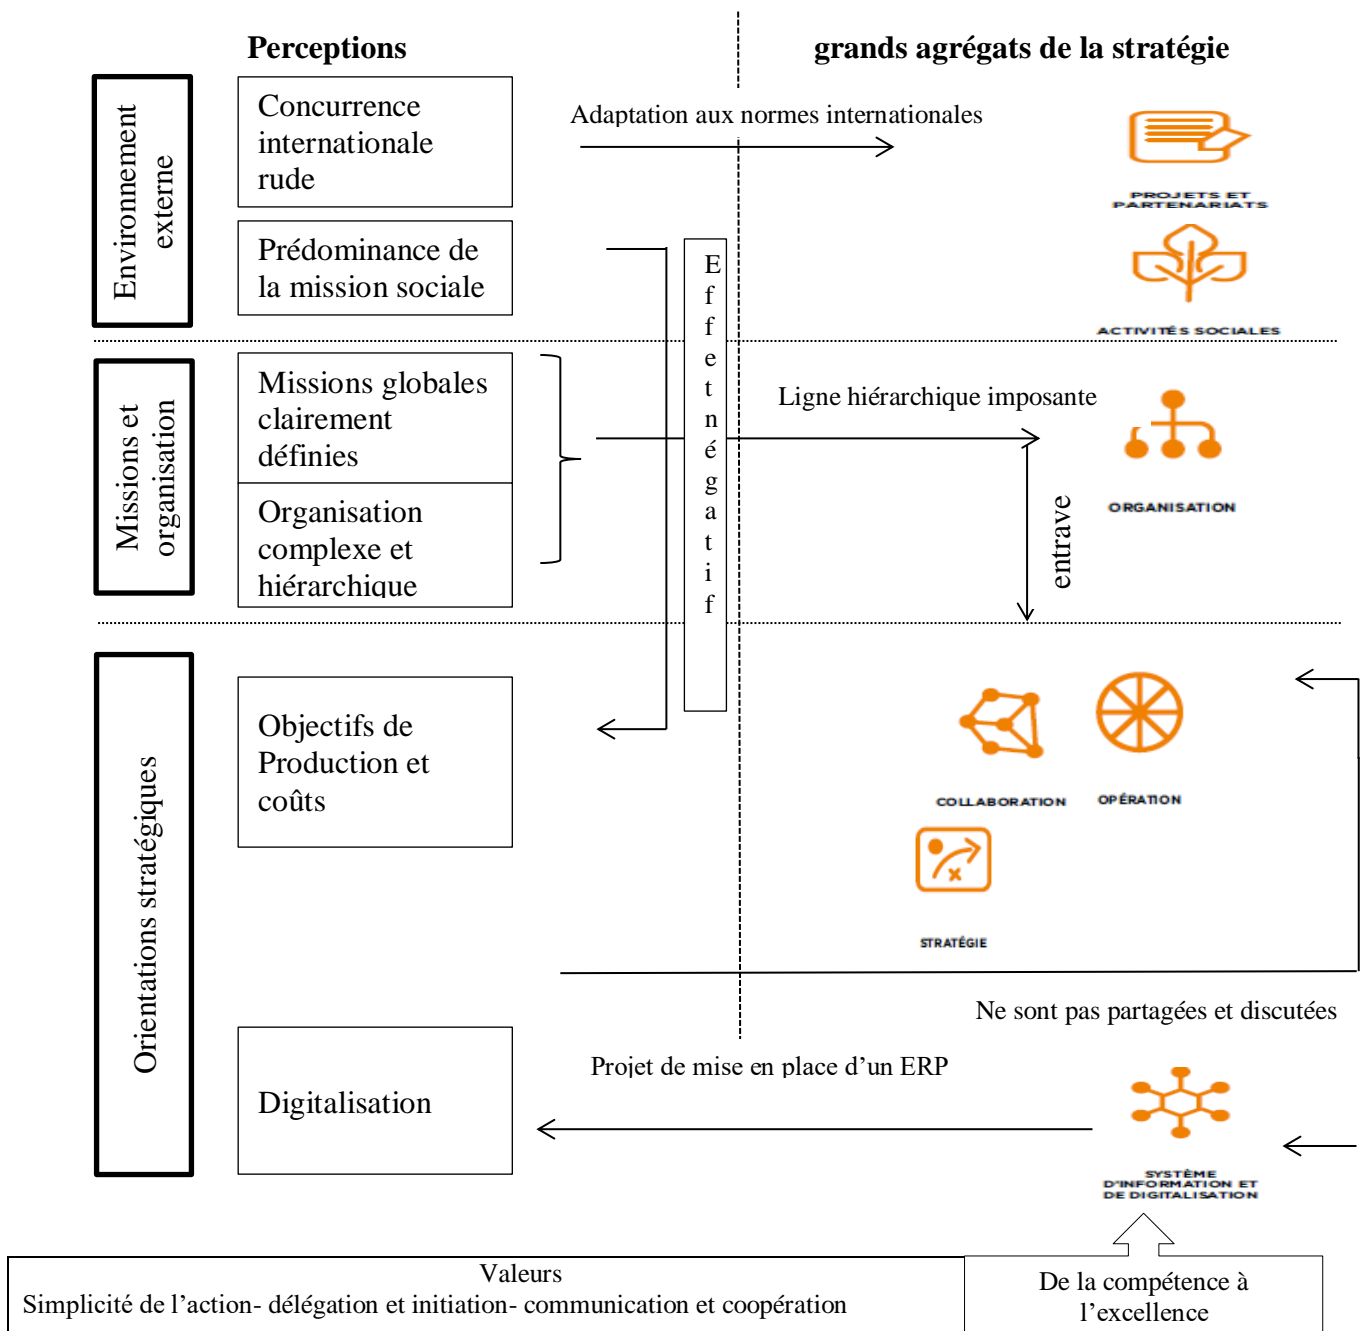 Perceptions
grands agrégats de la stratégie
Environnement
externe
Concurrence
internationale
rude
Adaptation aux normes internationales
PROJETS ET
PARTENARIATS
Prédominance de
la mission sociale
Effet négatif
ACTIVITÉS SOCIALES
Missions et
organisation
Missions globales
clairement
définies
Organisation
complexe et
hiérarchique
Ligne hiérarchique imposante
ORGANISATION
entrave
Orientations stratégiques
Objectifs de
Production et
coûts
COLLABORATION
OPÉRATION
STRATÉGIE
Ne sont pas partagées et discutées
Digitalisation
Projet de mise en place d’un ERP
SYSTÈME
D'INFORMATION ET
DE DIGITALISATION
Valeurs
Simplicité de l’action- délégation et initiation- communication et coopération
De la compétence à
l’excellence